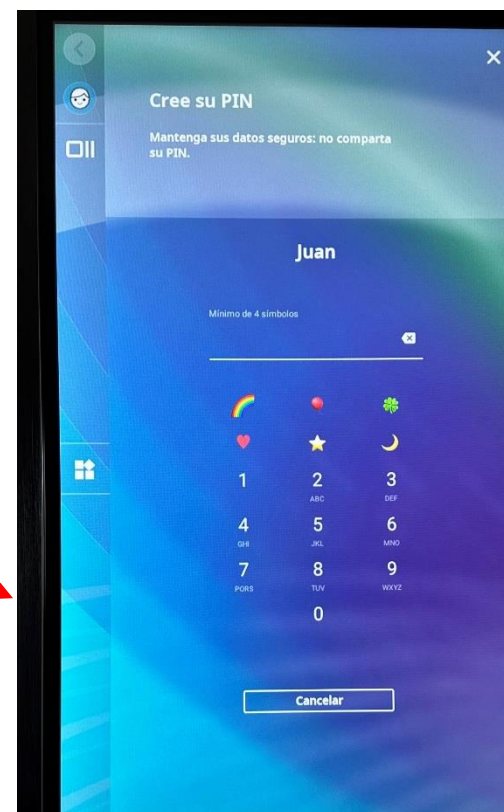 Cree su PIN
Mantenga sus datos seguros: no comparta
su PIN.
Juan
Mínimo de 4 símbolos
1 2 3
ABC DEF
4 5 6
GHI JKL MNO
7 8 9
PQRS TUV WXYZ
0
Cancelar